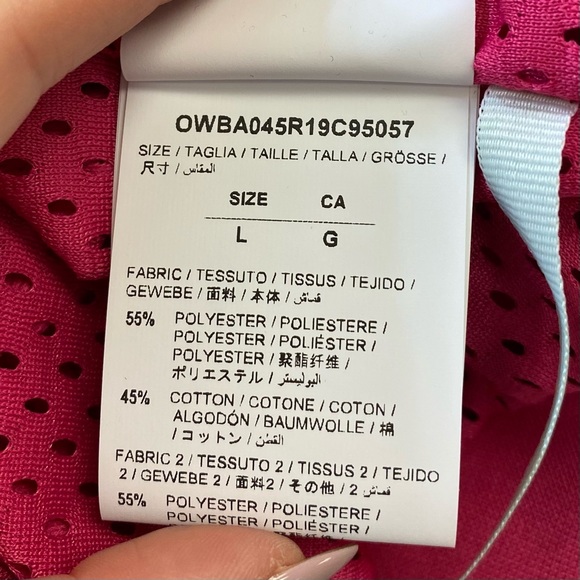 OWBA045R19C95057
SIZE / TAGLIA / TAILLE / TALLA / GRÖSSE /
尺寸 / المقاس
SIZE CA
L G
FABRIC / TESSUTO / TISSUS / TEJIDO /
GEWEBE / 面料 / 本体 / قماش
55% POLYESTER / POLIESTERE /
POLYESTER / POLIÉSTER /
POLYESTER / 聚酯纤维 /
ポリエステル / البوليستر
45% COTTON / COTONE / COTON /
ALGODÓN / BAUMWOLLE / 棉
/ コットン / القطن
FABRIC 2 / TESSUTO 2 / TISSUS 2 / TEJIDO
2 / GEWEBE 2 / 面料2 / その他 / قماش 2
55% POLYESTER / POLIESTERE /
POLYESTER / POLIÉSTER /